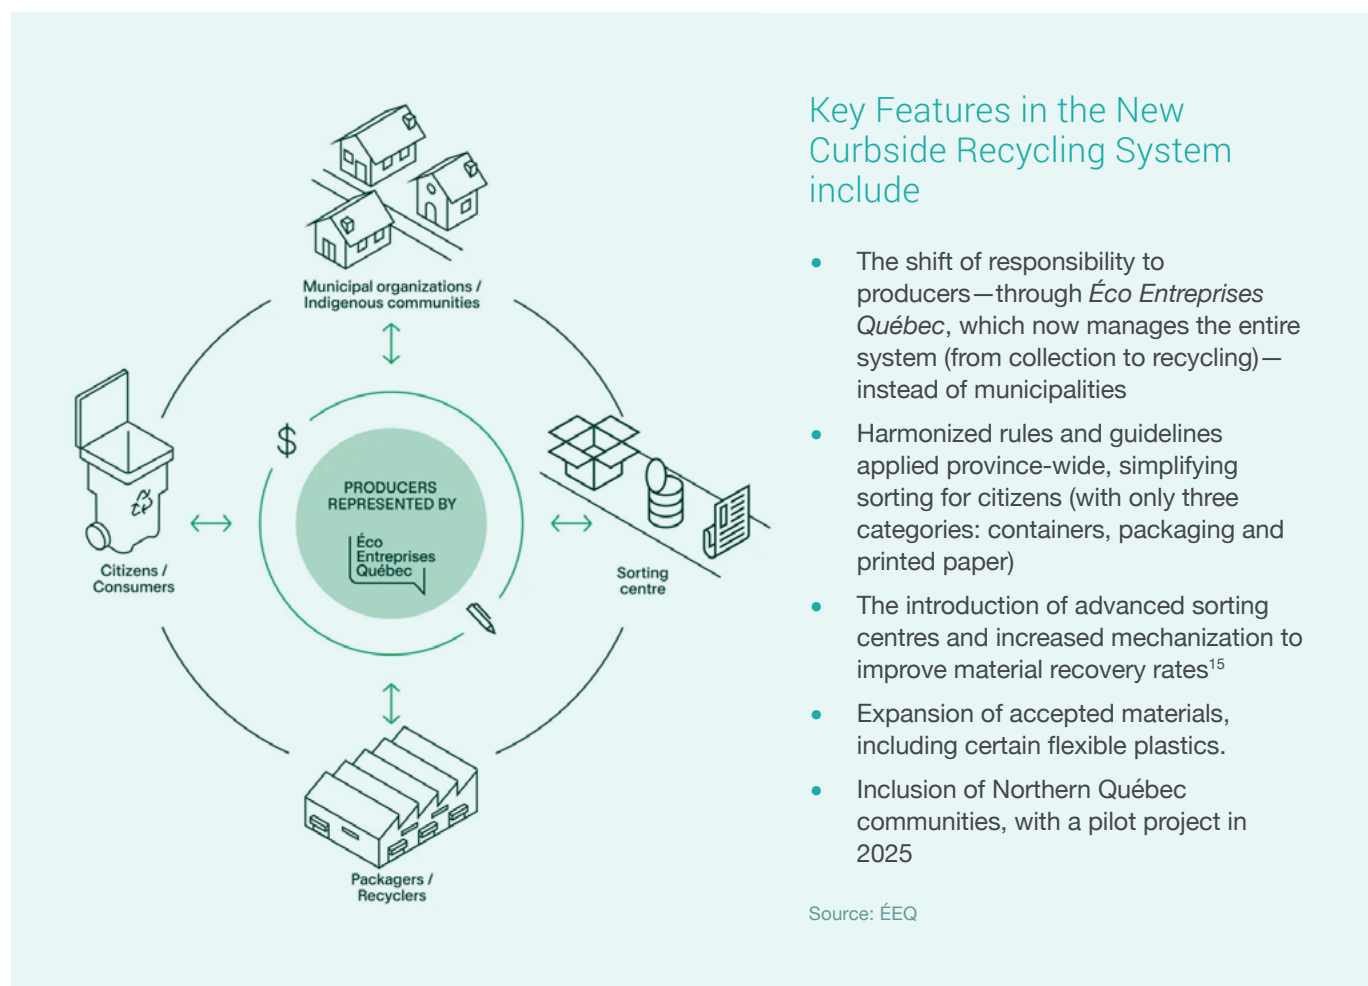 Municipal organizations /
Indigenous communities
$
PRODUCERS
REPRESENTED BY
Éco
Entreprises
Québec
Citizens /
Consumers
Sorting
centre
Packagers /
Recyclers
Key Features in the New
Curbside Recycling System
include
• The shift of responsibility to
producers—through Éco Entreprises
Québec, which now manages the entire
system (from collection to recycling)—
instead of municipalities
• Harmonized rules and guidelines
applied province-wide, simplifying
sorting for citizens (with only three
categories: containers, packaging and
printed paper)
• The introduction of advanced sorting
centres and increased mechanization to
improve material recovery rates¹⁵
• Expansion of accepted materials,
including certain flexible plastics.
• Inclusion of Northern Québec
communities, with a pilot project in
2025
Source: ÉEQ